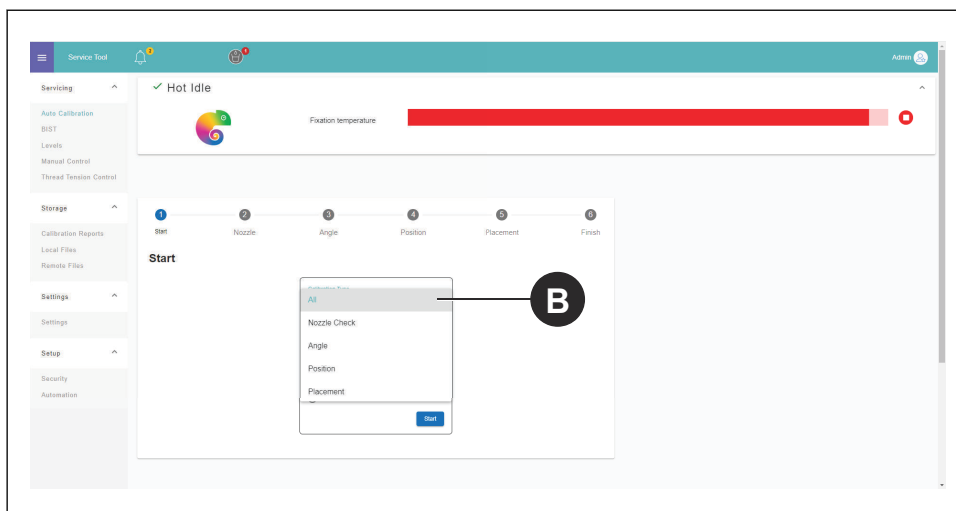 Service Tool
2
1
Admin
Servicing
Auto Calibration
BIST
Levels
Manual Control
Thread Tension Control
Storage
Calibration Reports
Local Files
Remote Files
Settings
Settings
Setup
Security
Automation
Hot Idle
Fixation temperature
1 2 3 4 5 6
Start Nozzle Angle Position Placement Finish
Start
Calibration Type
All
Nozzle Check
Angle
Position
Placement
Start
B